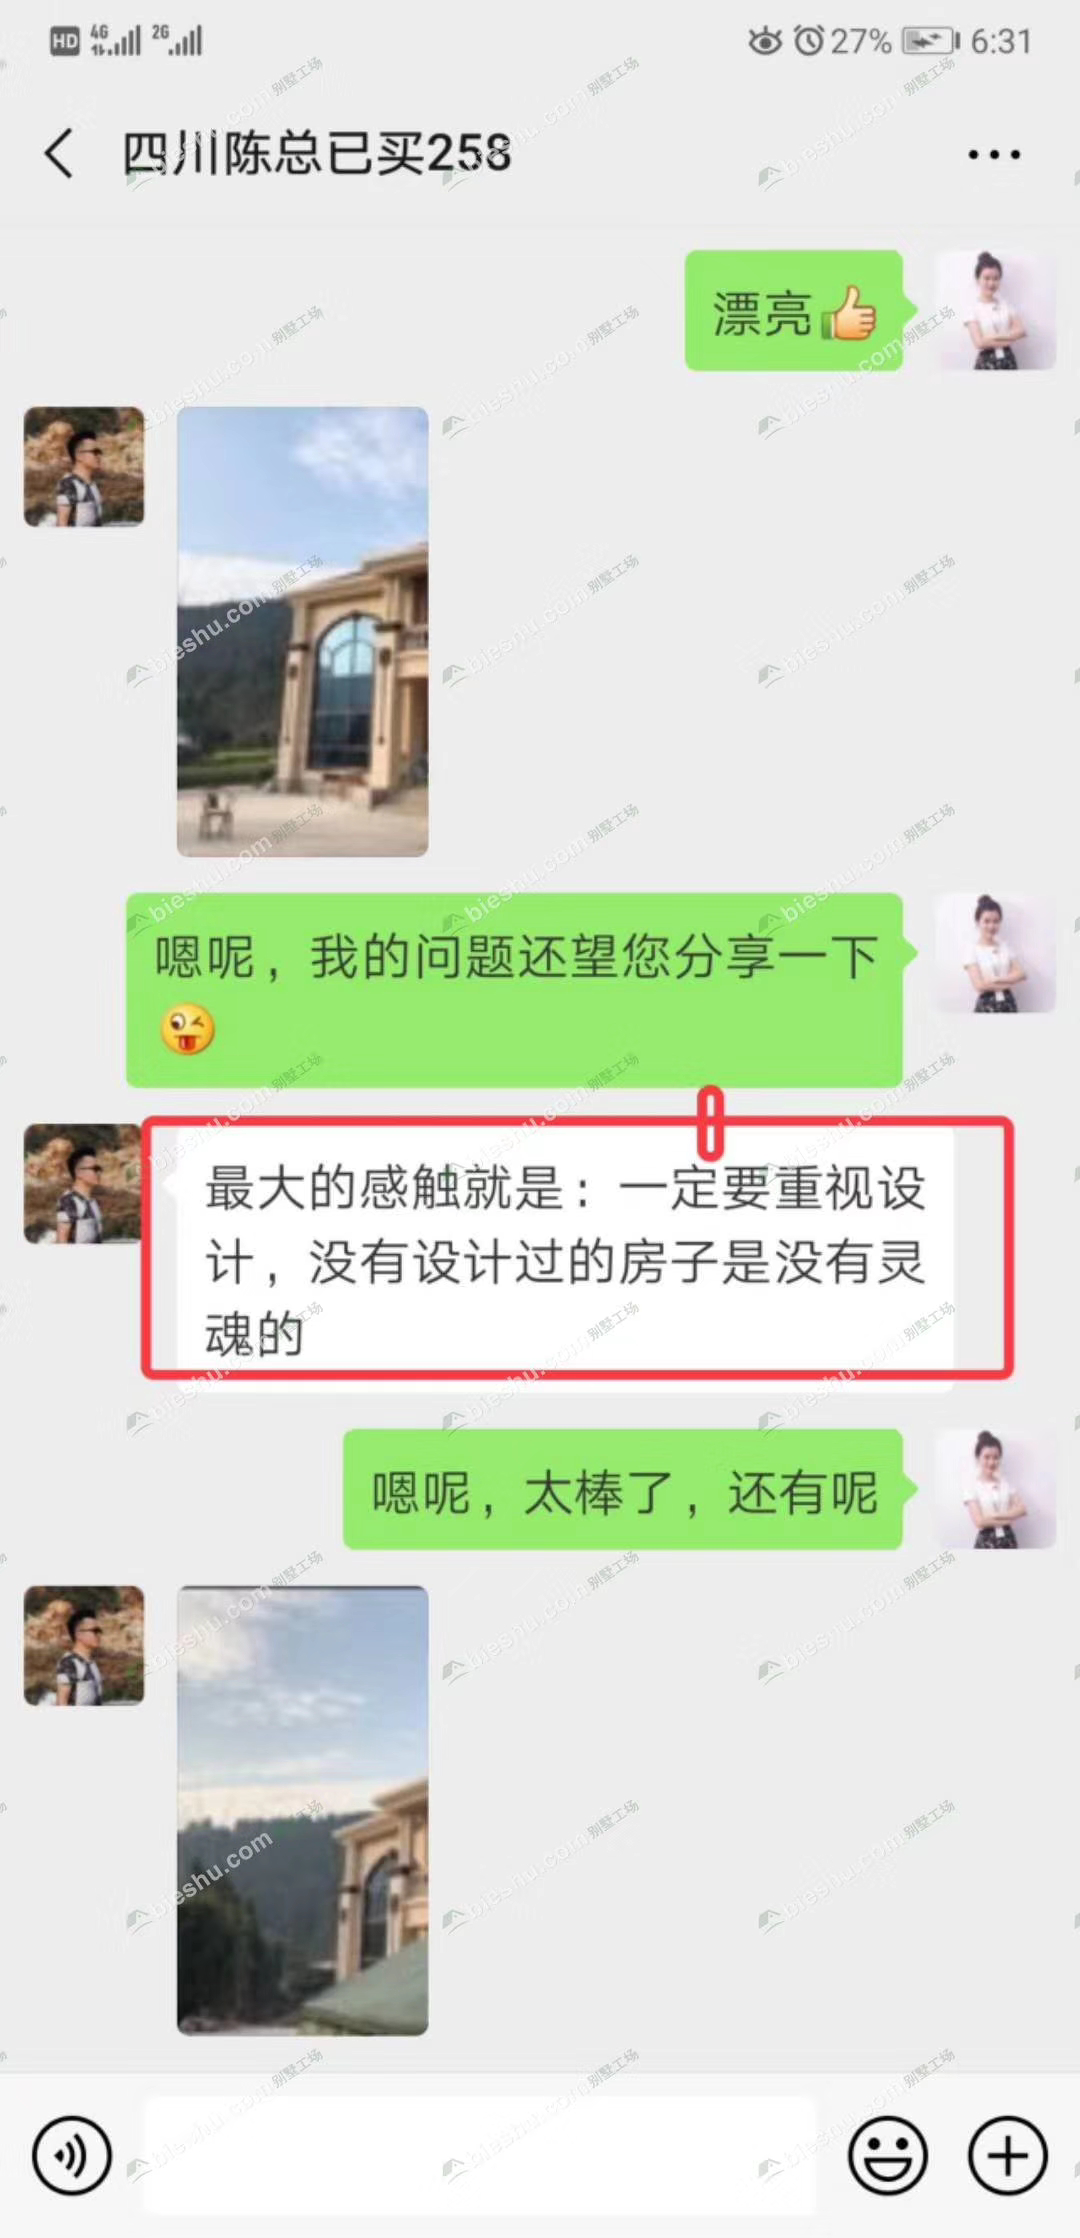 HD 4G 2G 27% 6:31
四川陈总已买258
漂亮👍
嗯呢，我的问题还望您分享一下
😜
最大的感触就是：一定要重视设
计，没有设计过的房子是没有灵
魂的
嗯呢，太棒了，还有呢
bieshu.com别墅工场